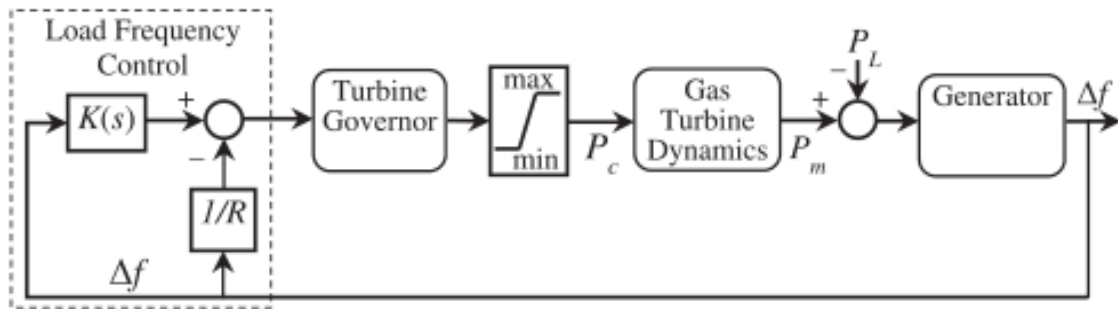 Load Frequency
Control
K(s)
+
−
1/R
Δf
Turbine
Governor
max
min
P_c
Gas
Turbine
Dynamics
P_m
+
−
P_L
Generator
Δf